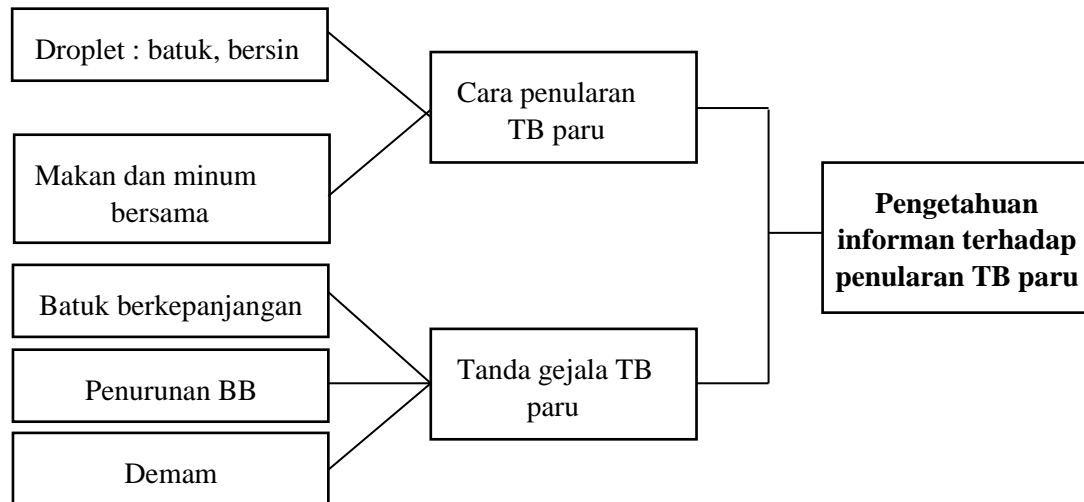 Droplet : batuk, bersin
Makan dan minum
bersama
Batuk berkepanjangan
Penurunan BB
Demam
Cara penularan
TB paru
Tanda gejala TB
paru
Pengetahuan
informan terhadap
penularan TB paru